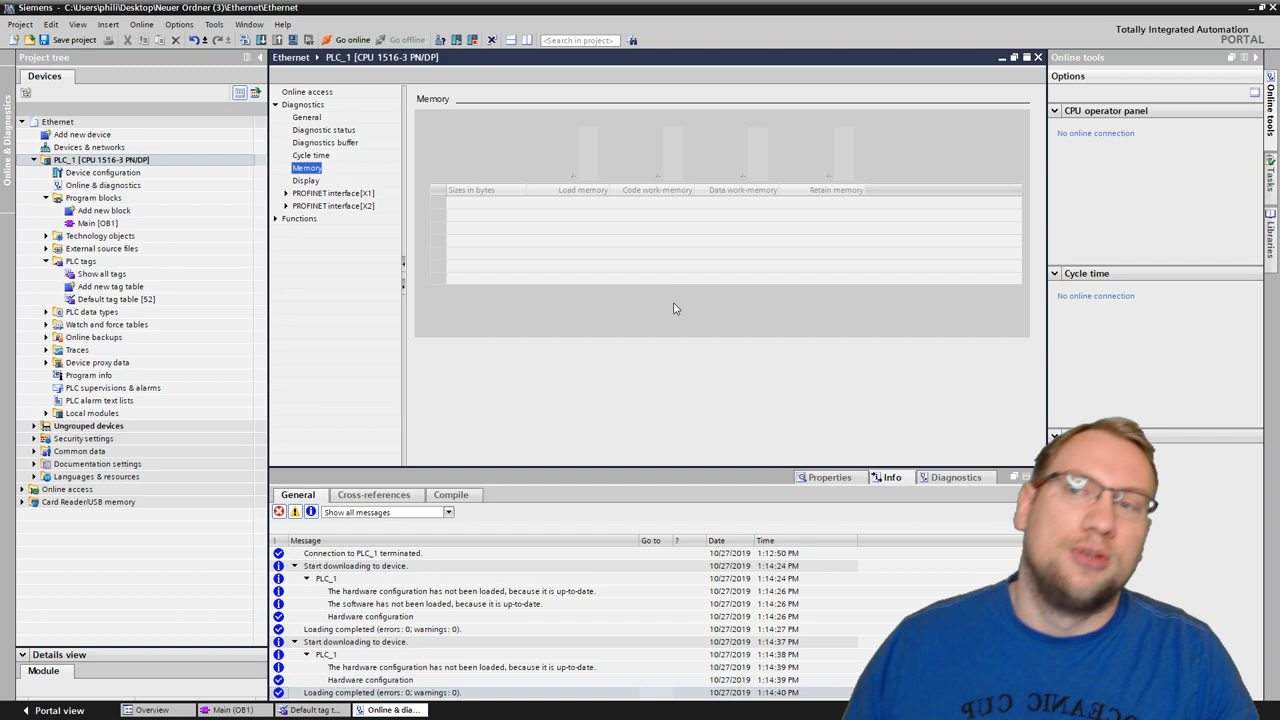 Siemens - C:\Users\phili\Desktop\Neuer Ordner (3)\Ethernet\Ethernet
Project Edit View Insert Online Options Tools Window Help
Totally Integrated Automation
PORTAL
Save project
Go online
Go offline
<Search in project>
Project tree
Devices
Ethernet
Add new device
Devices & networks
PLC_1 [CPU 1516-3 PN/DP]
Device configuration
Online & diagnostics
Program blocks
Add new block
Main [OB1]
Technology objects
External source files
PLC tags
Show all tags
Add new tag table
Default tag table [52]
PLC data types
Watch and force tables
Online backups
Traces
Device proxy data
Program info
PLC supervisions & alarms
PLC alarm text lists
Local modules
Ungrouped devices
Security settings
Common data
Documentation settings
Languages & resources
Online access
Card Reader/USB memory
Details view
Module
Online & Diagnostics
Ethernet
PLC_1 [CPU 1516-3 PN/DP]
Online access
Diagnostics
General
Diagnostic status
Diagnostics buffer
Cycle time
Memory
Display
PROFINET interface[X1]
PROFINET interface[X2]
Functions
Memory
Sizes in bytes Load memory Code work-memory Data work-memory Retain memory
Properties
Info
Diagnostics
General
Cross-references
Compile
Show all messages
! Message Go to ? Date Time
Connection to PLC_1 terminated. 10/27/2019 1:12:50 PM
Start downloading to device. 10/27/2019 1:14:24 PM
PLC_1 10/27/2019 1:14:24 PM
The hardware configuration has not been loaded, because it is up-to-date. 10/27/2019 1:14:26 PM
The software has not been loaded, because it is up-to-date. 10/27/2019 1:14:26 PM
Hardware configuration 10/27/2019 1:14:26 PM
Loading completed (errors: 0; warnings: 0). 10/27/2019 1:14:27 PM
Start downloading to device. 10/27/2019 1:14:37 PM
PLC_1 10/27/2019 1:14:38 PM
The hardware configuration has not been loaded, because it is up-to-date. 10/27/2019 1:14:39 PM
Hardware configuration 10/27/2019 1:14:39 PM
Loading completed (errors: 0; warnings: 0). 10/27/2019 1:14:40 PM
Online tools
Options
CPU operator panel
No online connection
Cycle time
No online connection
Online tools
Tasks
Libraries
OCEANIC CUP
Portal view
Overview
Main (OB1)
Default tag t...
Online & dia...